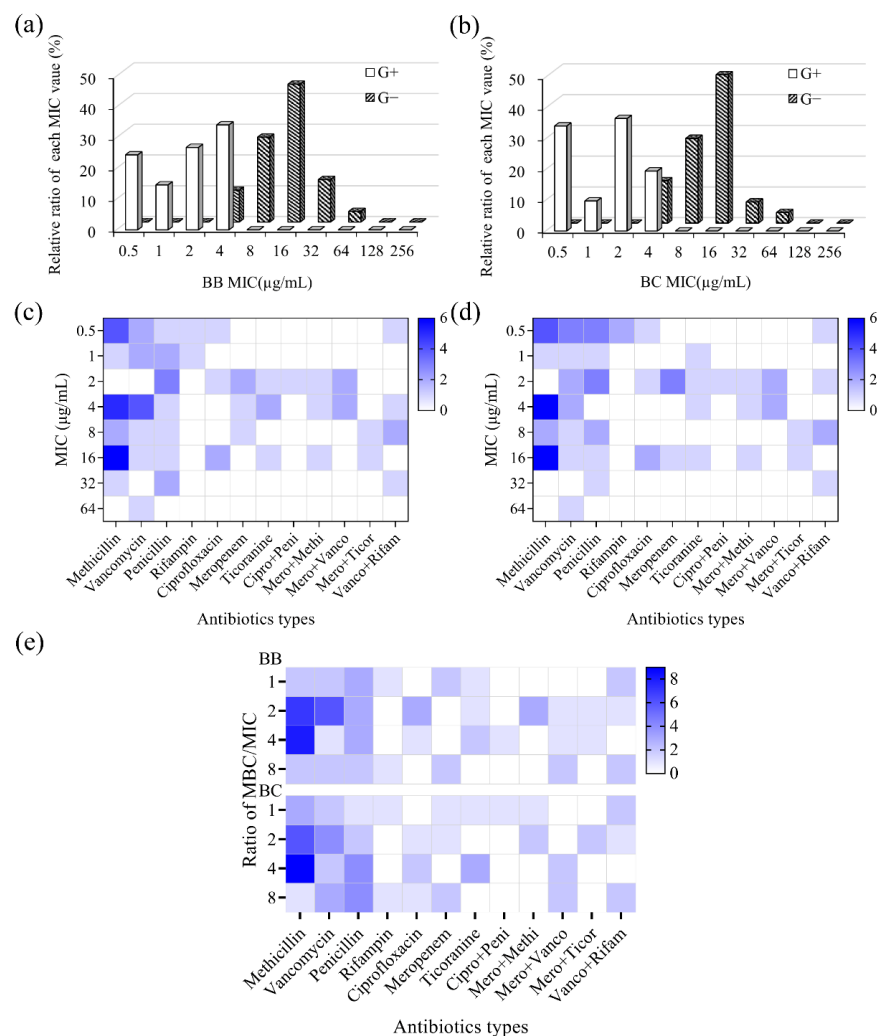 (a)
Relative ratio of each MIC vaue (%)
50
40
30
20
10
0
G+
G−
0.5 1 2 4 8 16 32 64 128 256
BB MIC(µg/mL)
(b)
Relative ratio of each MIC vaue (%)
50
40
30
20
10
0
G+
G−
0.5 1 2 4 8 16 32 64 128 256
BC MIC(µg/mL)
(c)
MIC (µg/mL)
0.5
1
2
4
8
16
32
64
6
4
2
0
Methicillin
Vancomycin
Penicillin
Rifampin
Ciprofloxacin
Meropenem
Ticoranine
Cipro+Peni
Mero+Methi
Mero+Vanco
Mero+Ticor
Vanco+Rifam
Antibiotics types
(d)
0.5
1
2
4
8
16
32
64
6
4
2
0
Methicillin
Vancomycin
Penicillin
Rifampin
Ciprofloxacin
Meropenem
Ticoranine
Cipro+Peni
Mero+Methi
Mero+Vanco
Mero+Ticor
Vanco+Rifam
Antibiotics types
(e)
Ratio of MBC/MIC
BB
1
2
4
8
BC
1
2
4
8
8
6
4
2
0
Methicillin
Vancomycin
Penicillin
Rifampin
Ciprofloxacin
Meropenem
Ticoranine
Cipro+Peni
Mero+Methi
Mero+Vanco
Mero+Ticor
Vanco+Rifam
Antibiotics types